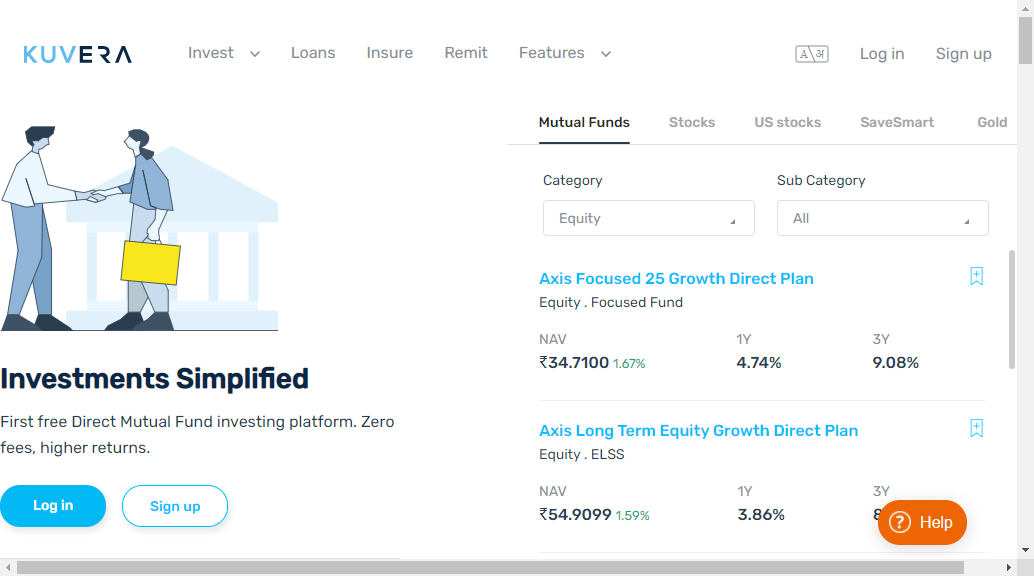 KUVERA
Invest Loans Insure Remit Features
A अ Log in Sign up
Investments Simplified
First free Direct Mutual Fund investing platform. Zero
fees, higher returns.
Log in Sign up
Mutual Funds Stocks US stocks SaveSmart Gold
Category Sub Category
Equity All
Axis Focused 25 Growth Direct Plan
Equity . Focused Fund
NAV 1Y 3Y
₹34.7100 1.67% 4.74% 9.08%
Axis Long Term Equity Growth Direct Plan
Equity . ELSS
NAV 1Y 3Y
₹54.9099 1.59% 3.86%
? Help